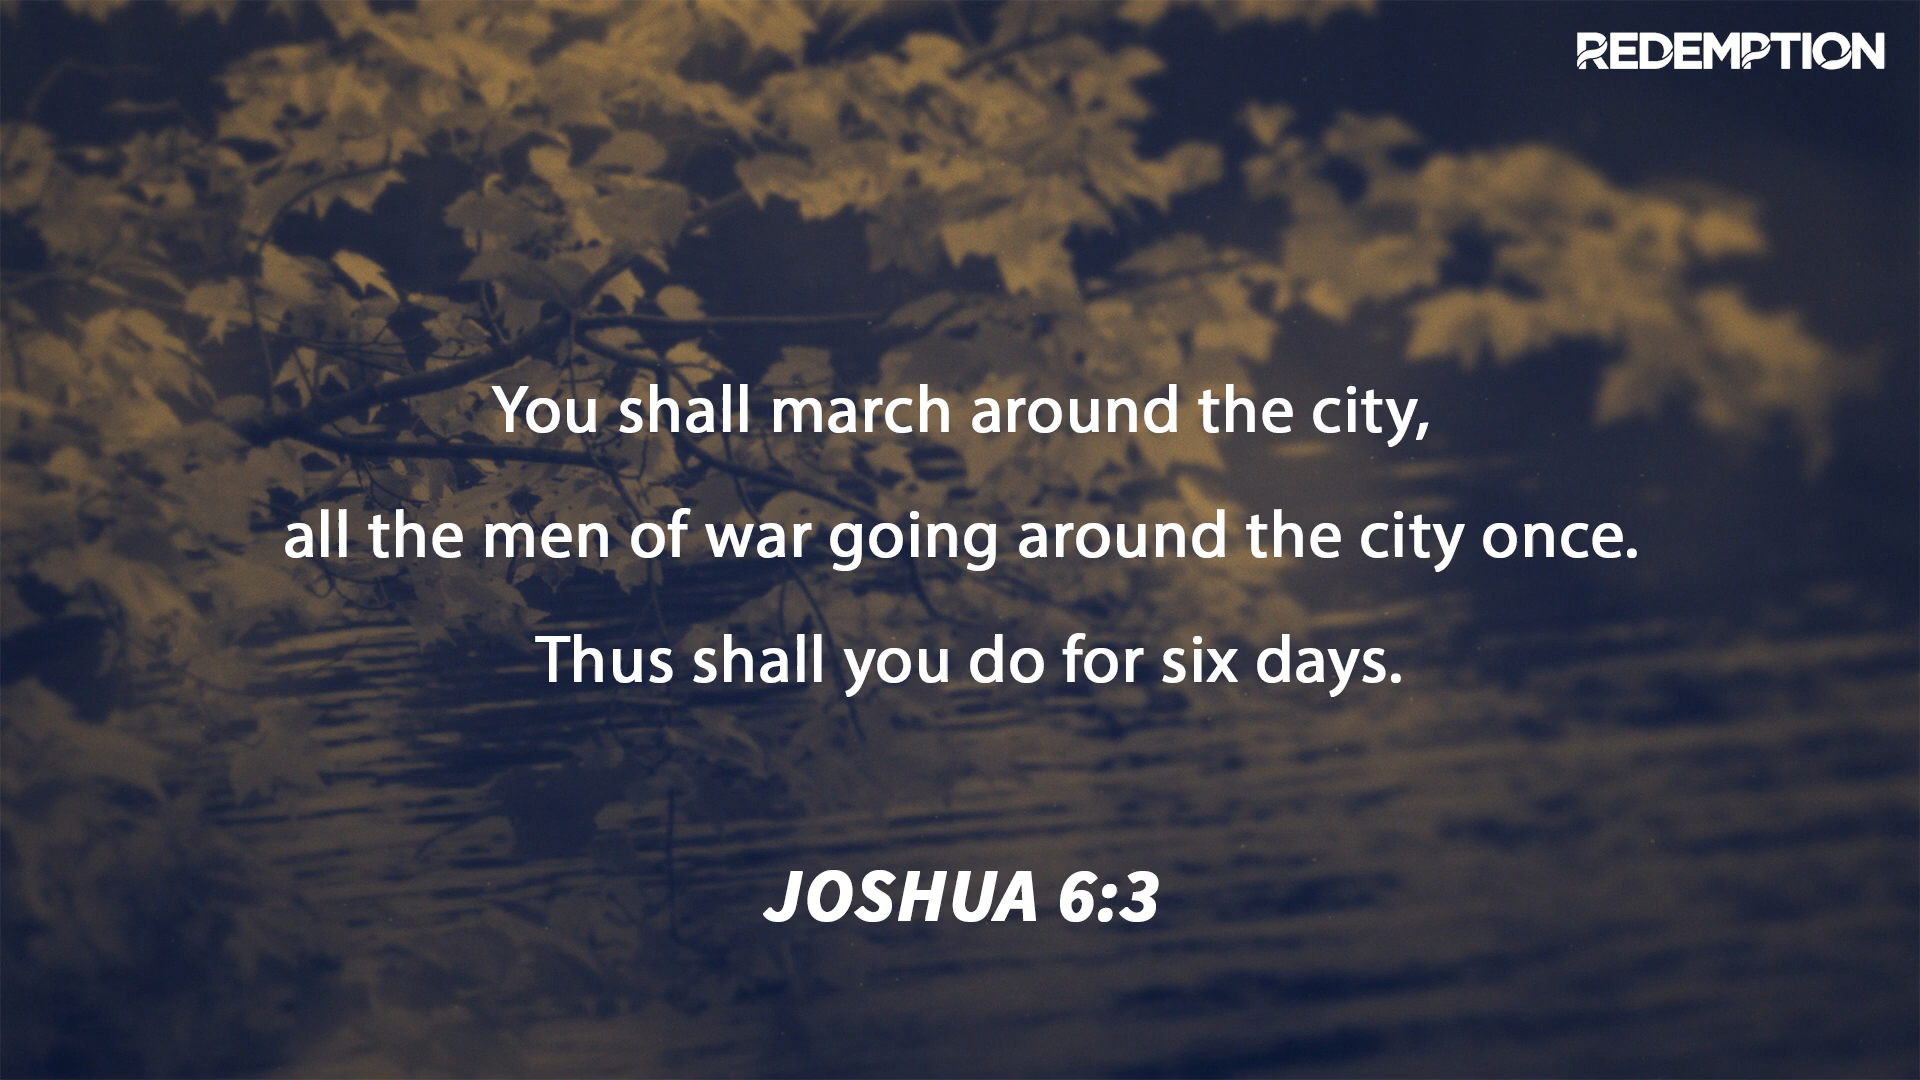 REDEMPTION
You shall march around the city,
all the men of war going around the city once.
Thus shall you do for six days.
JOSHUA 6:3